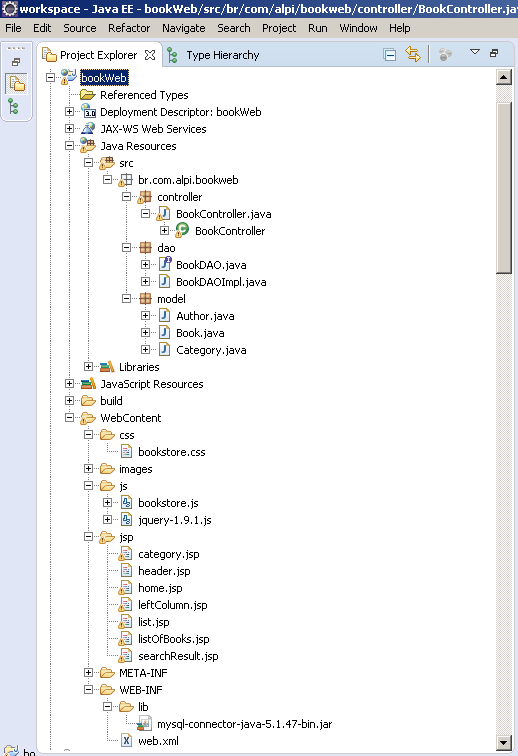 workspace - Java EE - bookWeb/src/br/com/alpi/bookweb/controller/BookController.ja
File Edit Source Refactor Navigate Search Project Run Window Help
Project Explorer Type Hierarchy
bookWeb
Referenced Types
3.0 Deployment Descriptor: bookWeb
JAX-WS Web Services
Java Resources
src
br.com.alpi.bookweb
controller
BookController.java
BookController
dao
BookDAO.java
BookDAOImpl.java
model
Author.java
Book.java
Category.java
Libraries
JavaScript Resources
build
WebContent
css
bookstore.css
images
js
bookstore.js
jquery-1.9.1.js
jsp
category.jsp
header.jsp
home.jsp
leftColumn.jsp
list.jsp
listOfBooks.jsp
searchResult.jsp
META-INF
WEB-INF
lib
mysql-connector-java-5.1.47-bin.jar
web.xml
bo